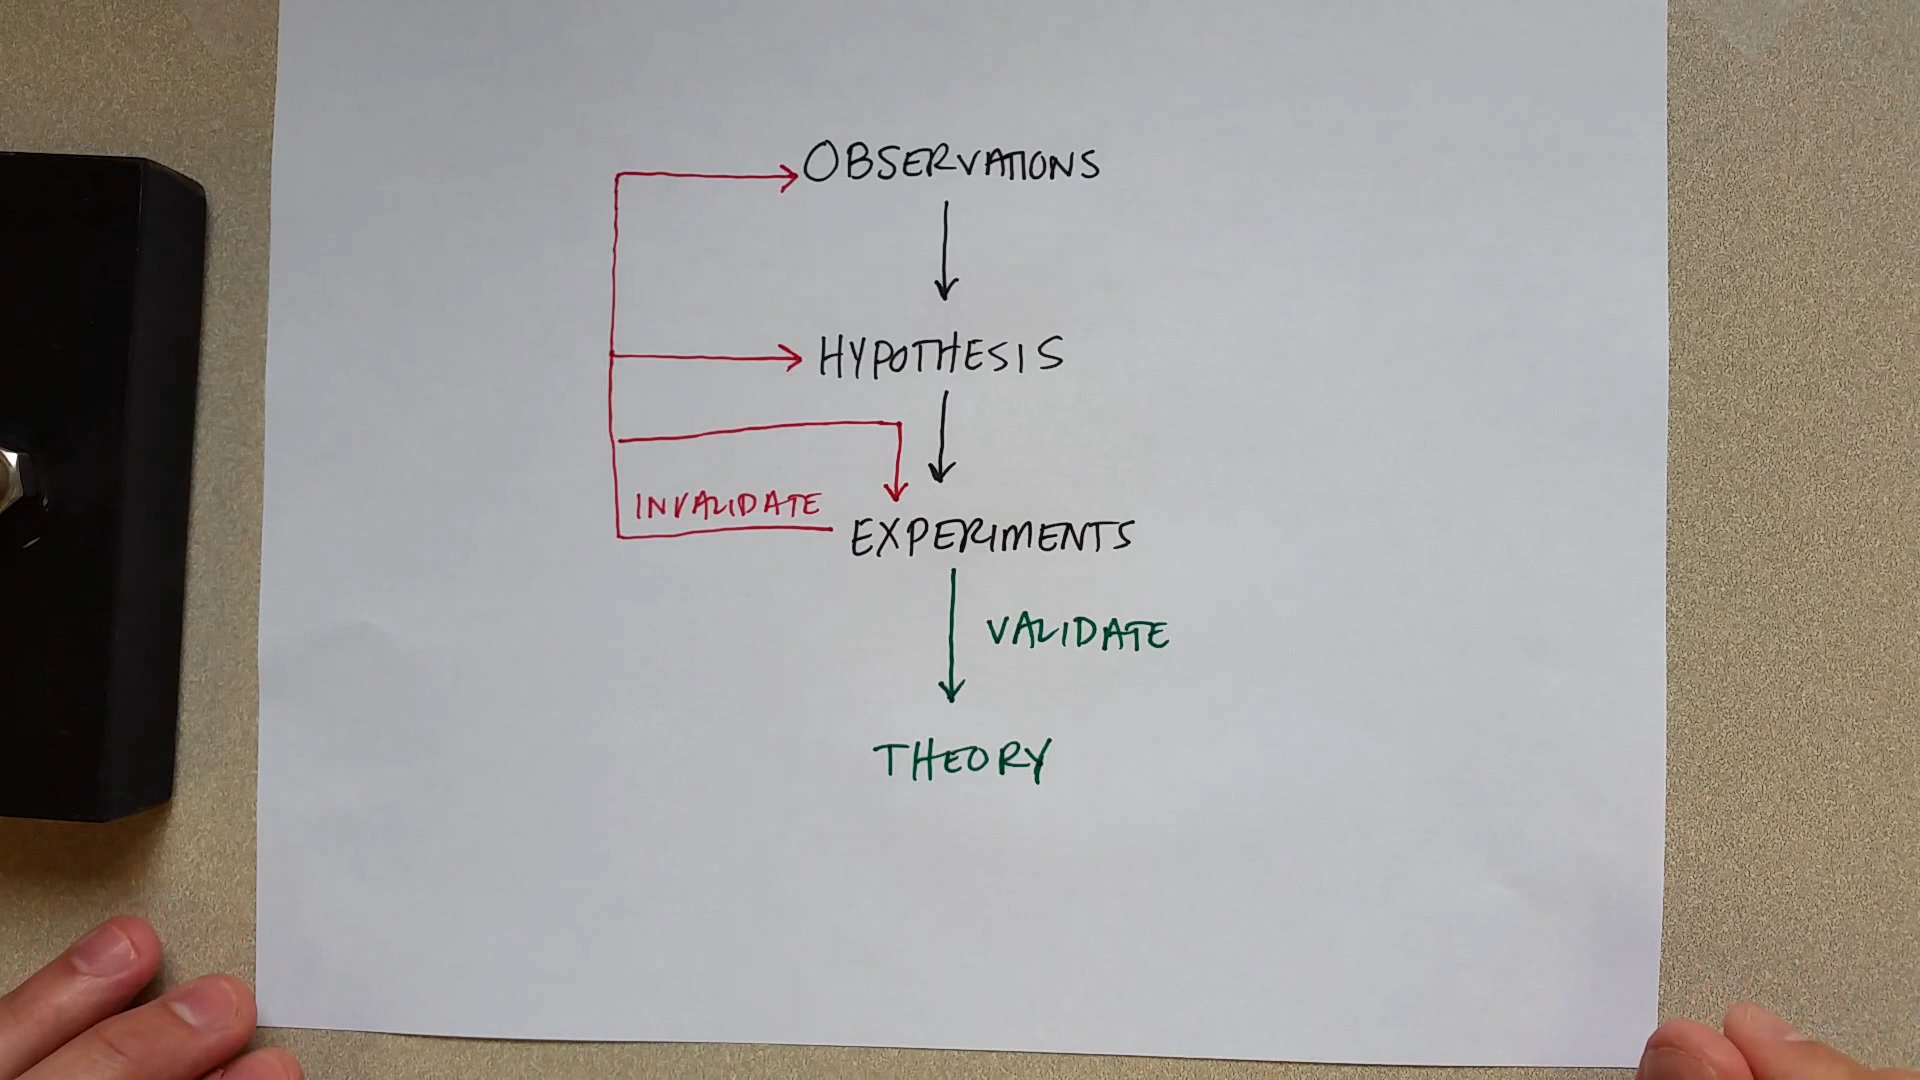 OBSERVATIONS
HYPOTHESIS
INVALIDATE
EXPERIMENTS
VALIDATE
THEORY